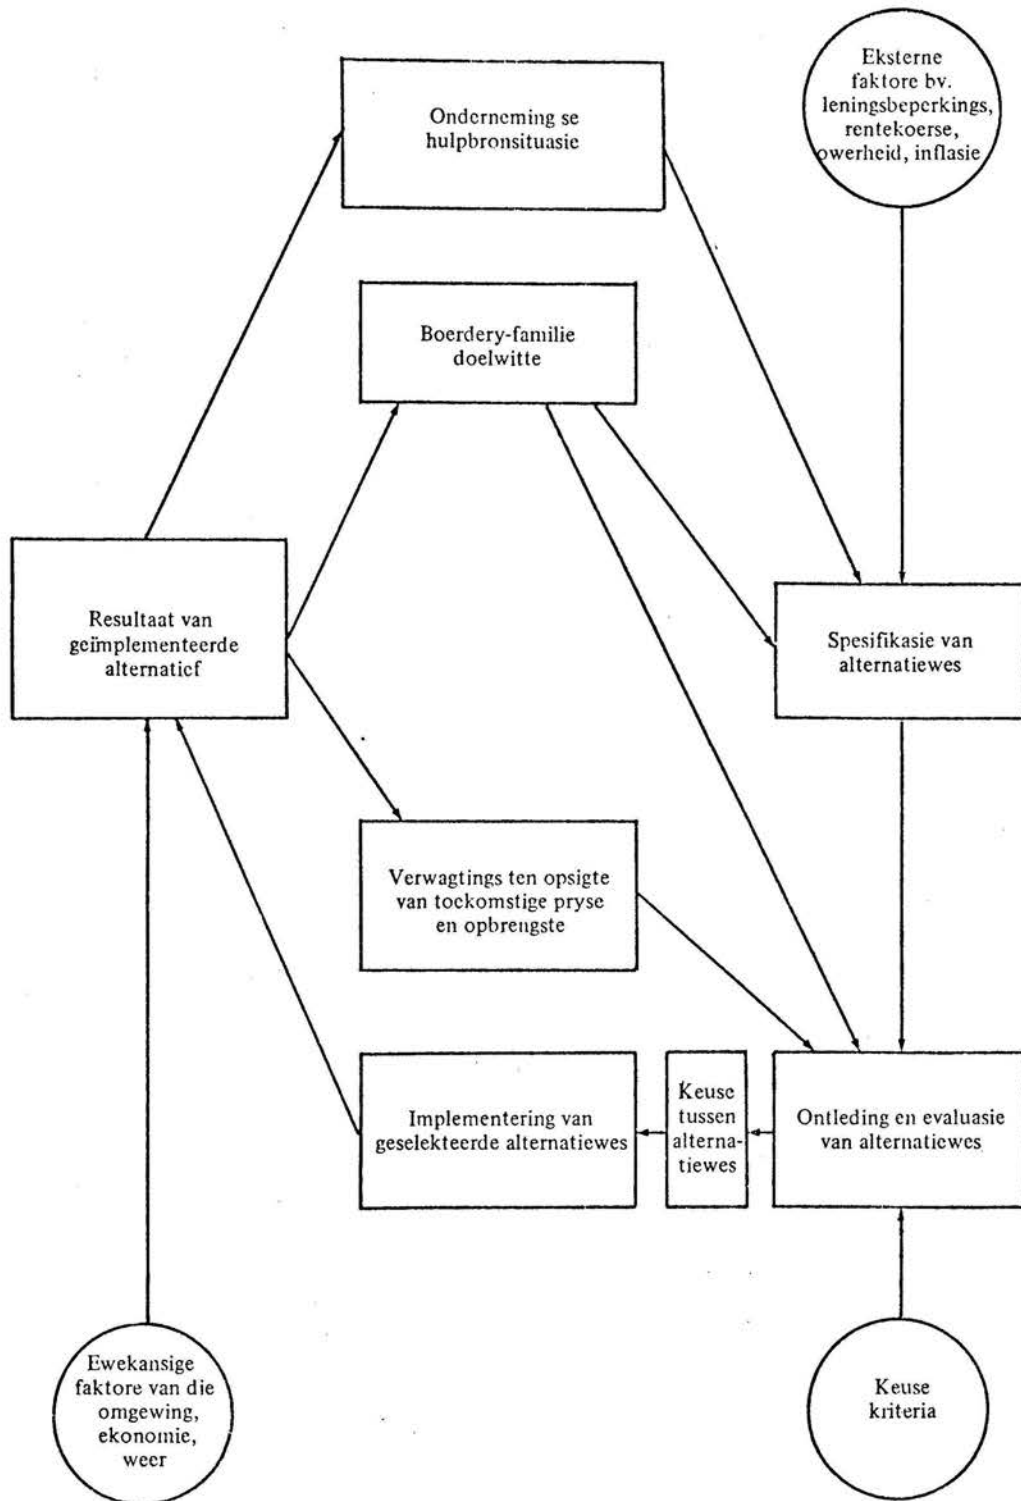 Eksterne
faktore bv.
leningsbeperkings,
rentekoerse,
owerheid, inflasie
Onderneming se
hulpbronsituasie
Boerdery-familie
doelwitte
Resultaat van
geïmplementeerde
alternatief
Spesifikasie van
alternatiewes
Verwagtings ten opsigte
van toekomstige pryse
en opbrengste
Implementering van
geselekteerde alternatiewes
Keuse
tussen
alterna-
tiewes
Ontleding en evaluasie
van alternatiewes
Ewekansige
faktore van die
omgewing,
ekonomie,
weer
Keuse
kriteria